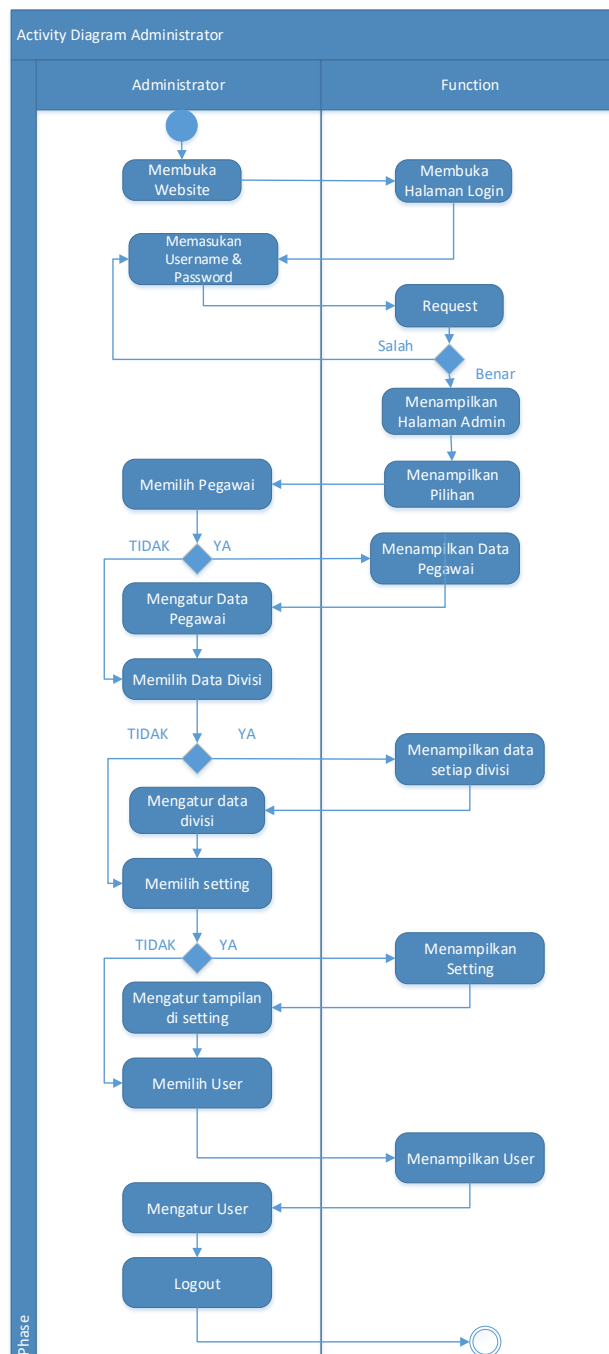 Activity Diagram Administrator
Administrator
Function
Membuka
Website
Membuka
Halaman Login
Memasukan
Username &
Password
Request
Salah
Benar
Menampilkan
Halaman Admin
Menampilkan
Pilihan
Memilih Pegawai
TIDAK
YA
Menampilkan Data
Pegawai
Mengatur Data
Pegawai
Memilih Data Divisi
TIDAK
YA
Menampilkan data
setiap divisi
Mengatur data
divisi
Memilih setting
TIDAK
YA
Menampilkan
Setting
Mengatur tampilan
di setting
Memilih User
Menampilkan User
Mengatur User
Logout
Phase